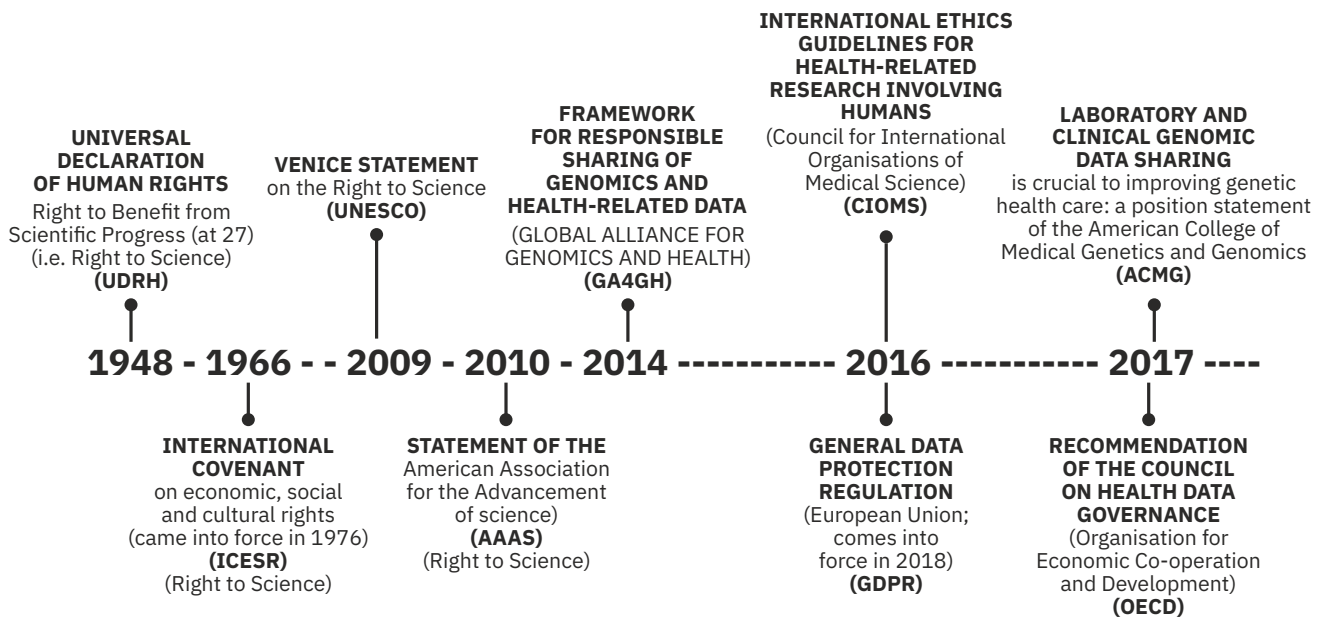 UNIVERSAL
DECLARATION
OF HUMAN RIGHTS
Right to Benefit from
Scientific Progress (at 27)
(i.e. Right to Science)
(UDRH)
VENICE STATEMENT
on the Right to Science
(UNESCO)
FRAMEWORK
FOR RESPONSIBLE
SHARING OF
GENOMICS AND
HEALTH-RELATED DATA
(GLOBAL ALLIANCE FOR
GENOMICS AND HEALTH)
(GA4GH)
INTERNATIONAL ETHICS
GUIDELINES FOR
HEALTH-RELATED
RESEARCH INVOLVING
HUMANS
(Council for International
Organisations of
Medical Science)
(CIOMS)
LABORATORY AND
CLINICAL GENOMIC
DATA SHARING
is crucial to improving genetic
health care: a position statement
of the American College of
Medical Genetics and Genomics
(ACMG)
1948 - 1966 - - 2009 - 2010 - 2014 ---------- 2016 ---------- 2017 ----
INTERNATIONAL
COVENANT
on economic, social
and cultural rights
(came into force in 1976)
(ICESR)
(Right to Science)
STATEMENT OF THE
American Association
for the Advancement
of science)
(AAAS)
(Right to Science)
GENERAL DATA
PROTECTION
REGULATION
(European Union;
comes into
force in 2018)
(GDPR)
RECOMMENDATION
OF THE COUNCIL
ON HEALTH DATA
GOVERNANCE
(Organisation for
Economic Co-operation
and Development)
(OECD)